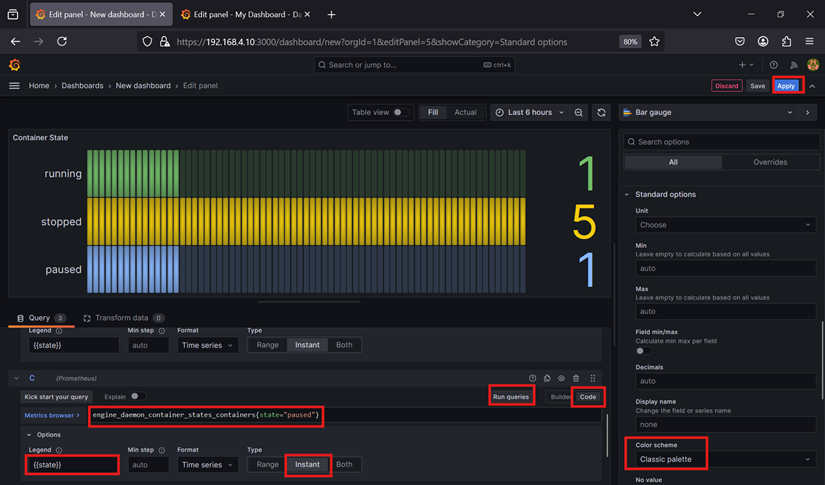 Edit panel - New dashboard - D
Edit panel - My Dashboard - Da
https://192.168.4.10:3000/dashboard/new?orgId=1&editPanel=5&showCategory=Standard options
80%
Search or jump to...
ctrl+k
Home
Dashboards
New dashboard
Edit panel
Discard
Save
Apply
Table view
Fill
Actual
Last 6 hours
Bar gauge
Container State
running
1
stopped
5
paused
1
Search options
All
Overrides
Standard options
Unit
Choose
Min
Leave empty to calculate based on all values
auto
Max
Leave empty to calculate based on all values
auto
Field min/max
Calculate min max per field
Decimals
auto
Display name
Change the field or series name
none
Color scheme
Classic palette
No value
Query 3
Transform data 0
Legend
Min step
Format
Type
{{state}}
auto
Time series
Range
Instant
Both
C
(Prometheus)
Kick start your query
Explain
Run queries
Builder
Code
Metrics browser >
engine_daemon_container_states_containers{state="paused"}
Options
Legend
Min step
Format
Type
{{state}}
auto
Time series
Range
Instant
Both